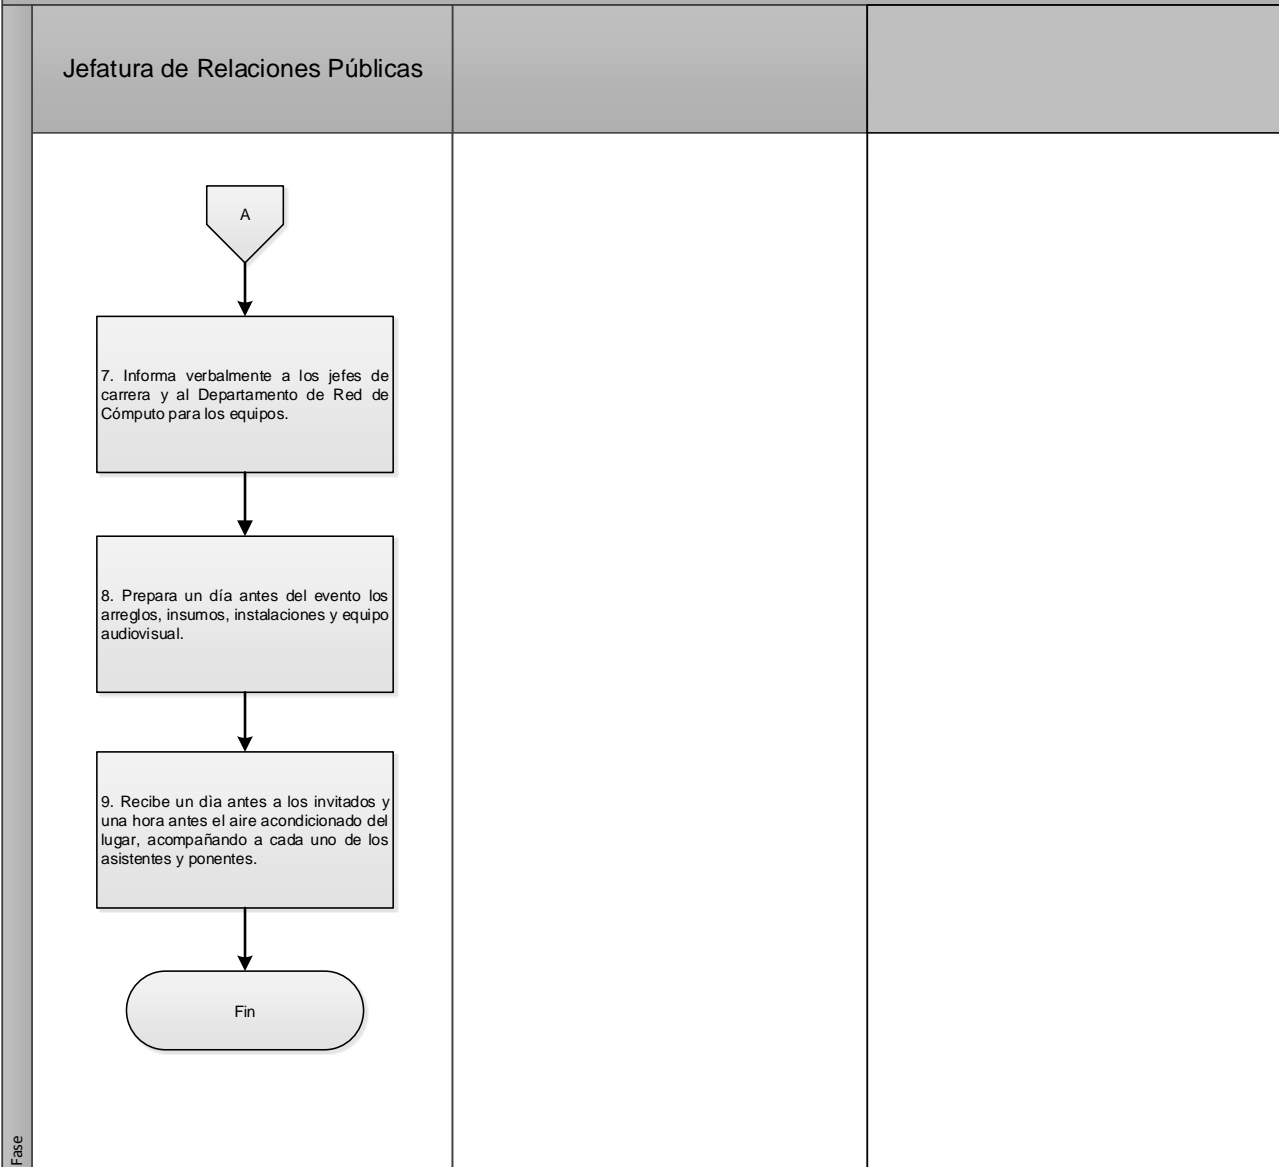 Jefatura de Relaciones Públicas
A
7. Informa verbalmente a los jefes de
carrera y al Departamento de Red de
Cómputo para los equipos.
8. Prepara un día antes del evento los
arreglos, insumos, instalaciones y equipo
audiovisual.
9. Recibe un dìa antes a los invitados y
una hora antes el aire acondicionado del
lugar, acompañando a cada uno de los
asistentes y ponentes.
Fin
Fase